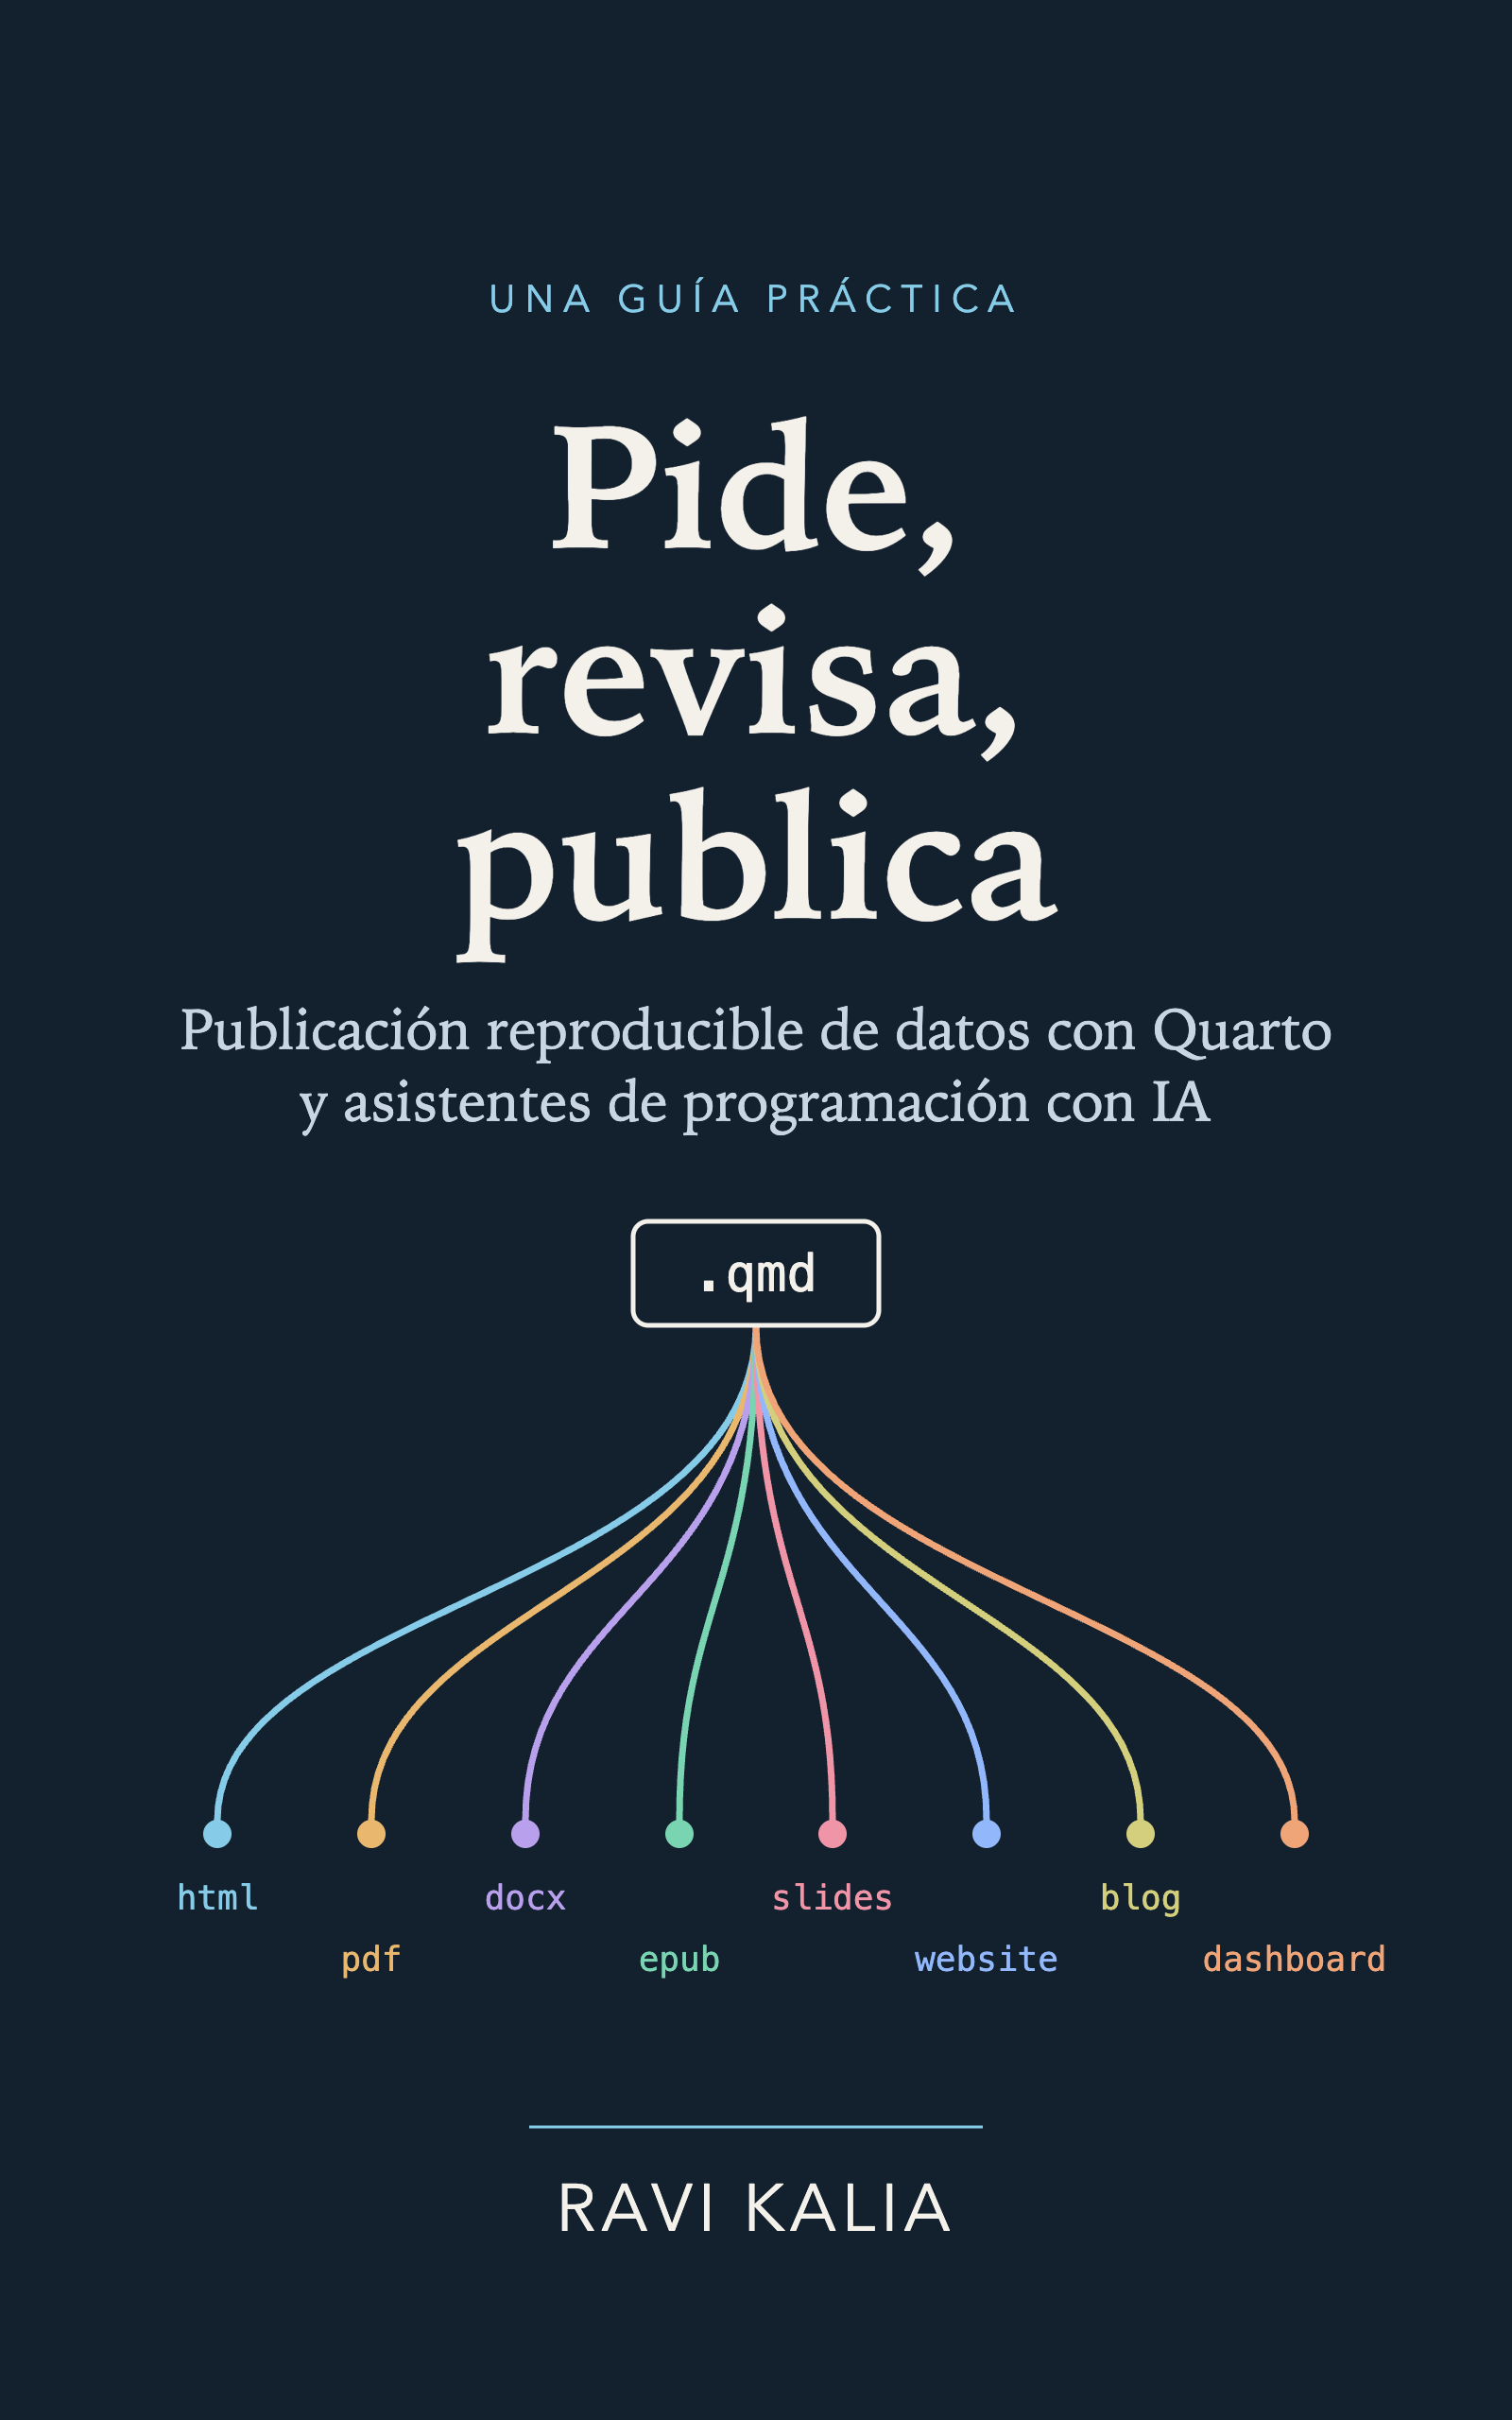 UNA GUÍA PRÁCTICA
Pide,
revisa,
publica
Publicación reproducible de datos con Quarto
y asistentes de programación con IA
.qmd
html
docx
slides
blog
pdf
epub
website
dashboard
RAVI KALIA